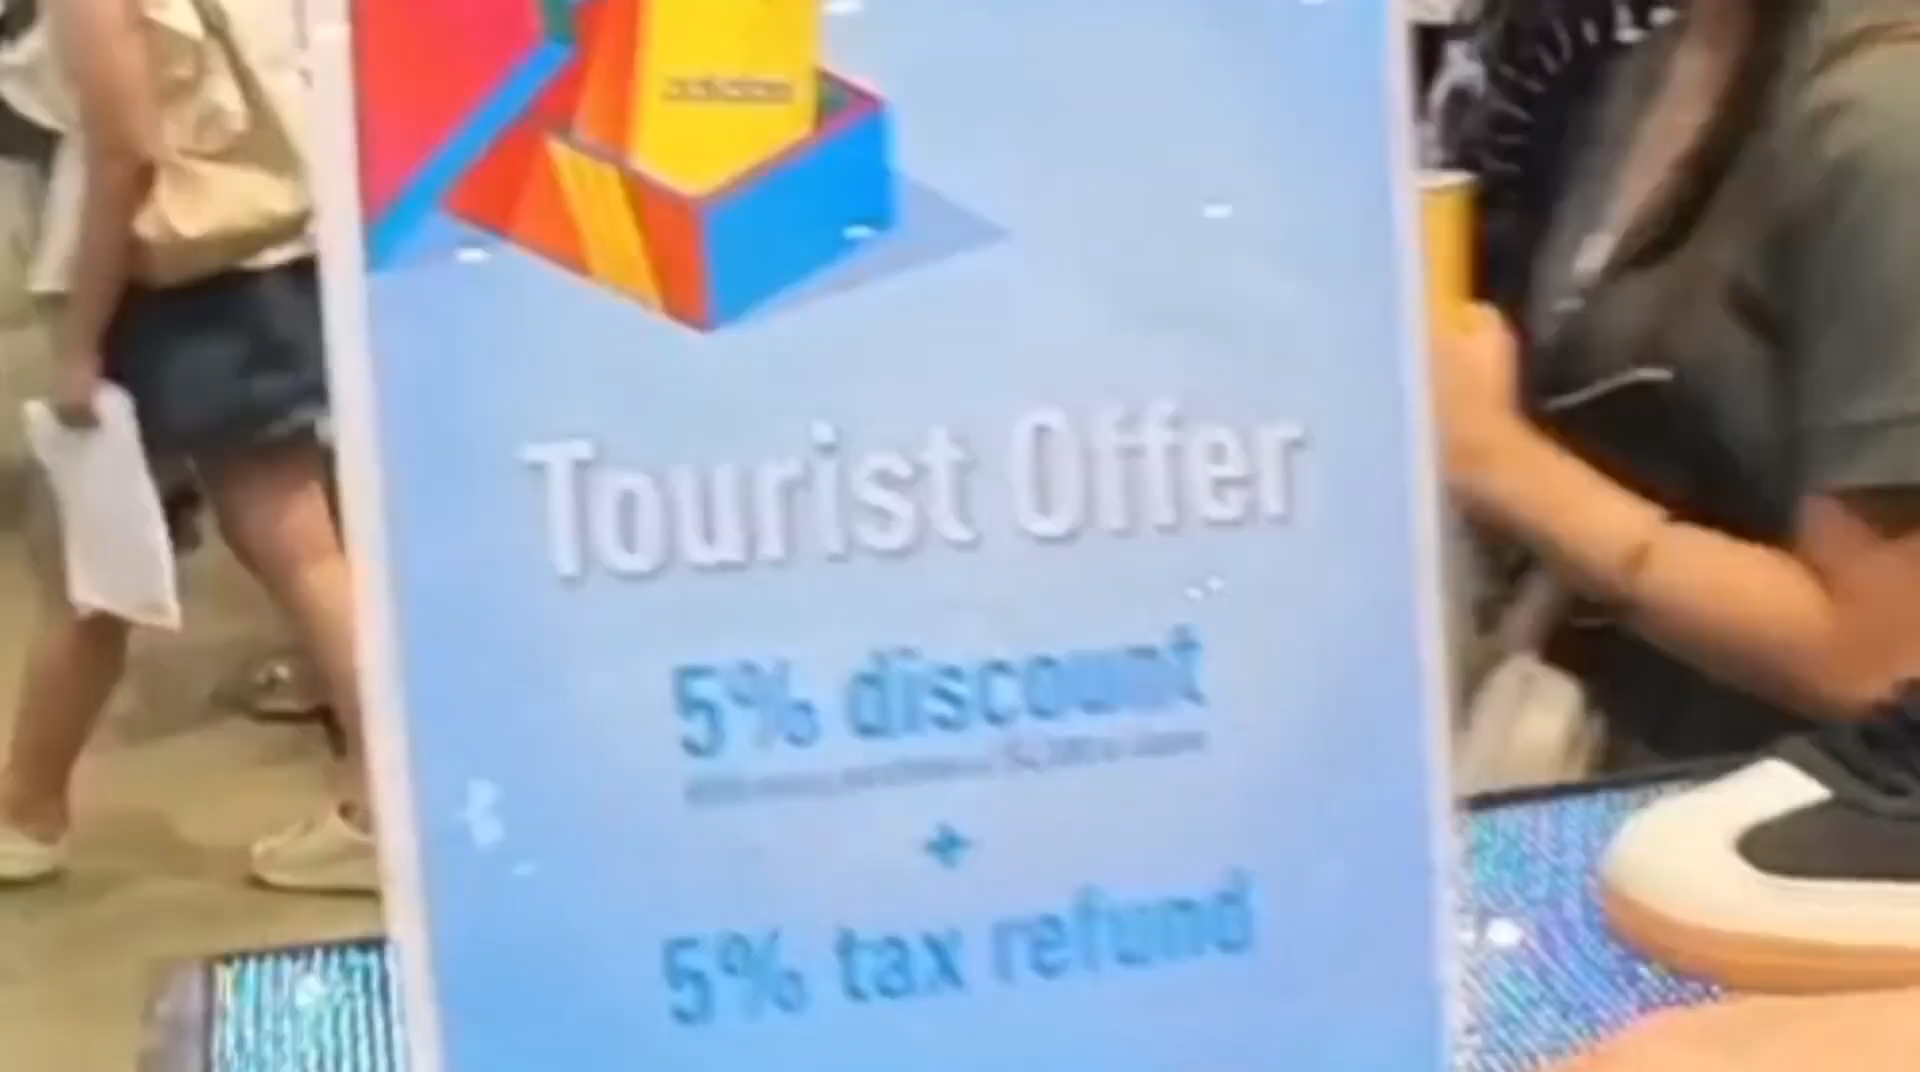 Tourist Offer
5% discount
+
5% tax refund